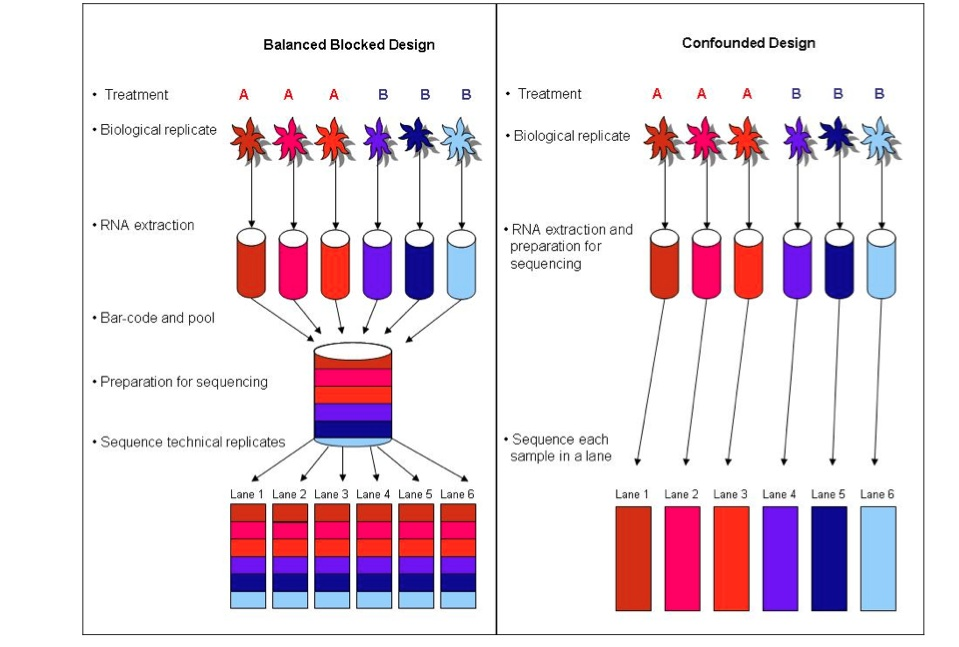 Balanced Blocked Design
• Treatment
A A A B B B
• Biological replicate
• RNA extraction
• Bar-code and pool
• Preparation for sequencing
• Sequence technical replicates
Lane 1 Lane 2 Lane 3 Lane 4 Lane 5 Lane 6
Confounded Design
• Treatment
A A A B B B
• Biological replicate
• RNA extraction and
preparation for
sequencing
• Sequence each
sample in a lane
Lane 1 Lane 2 Lane 3 Lane 4 Lane 5 Lane 6